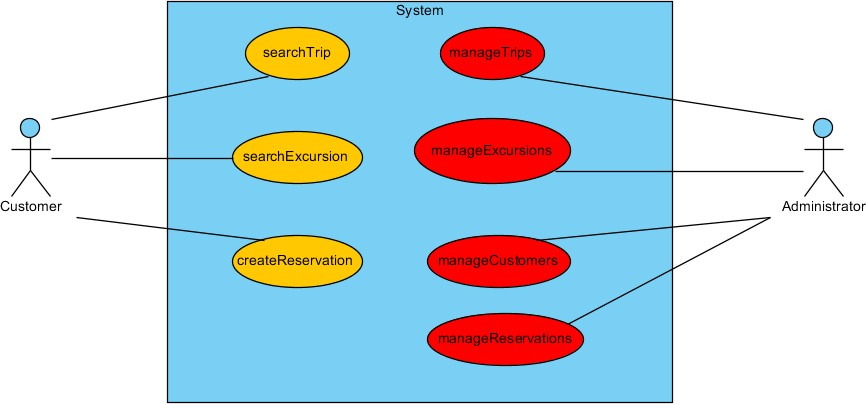 System
searchTrip
manageTrips
searchExcursion
manageExcursions
Customer
Administrator
createReservation
manageCustomers
manageReservations